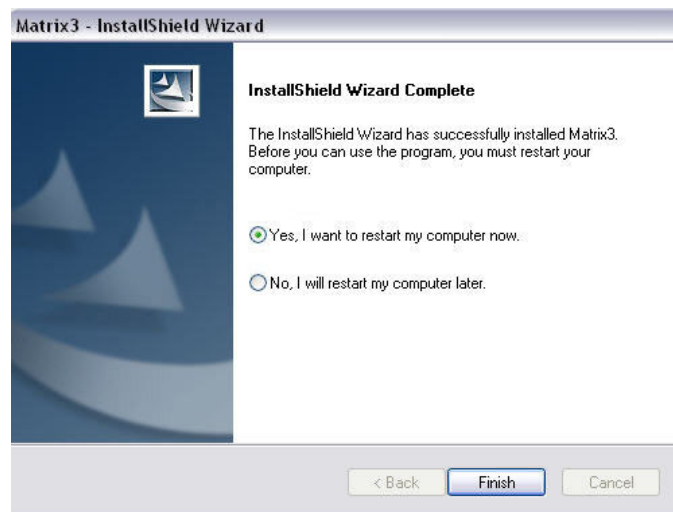 Matrix3 - InstallShield Wizard
InstallShield Wizard Complete
The InstallShield Wizard has successfully installed Matrix3.
Before you can use the program, you must restart your
computer.
Yes, I want to restart my computer now.
No, I will restart my computer later.
< Back
Finish
Cancel